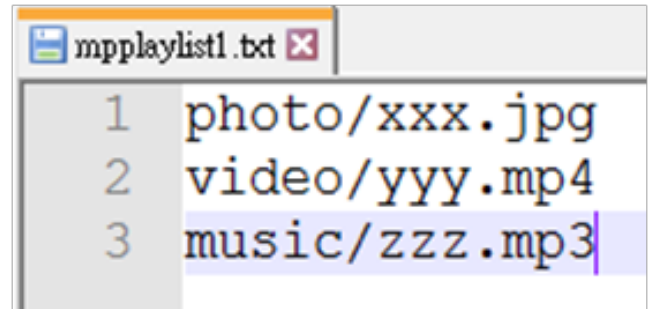 mpplaylist1.txt
1 photo/xxx.jpg
2 video/yyy.mp4
3 music/zzz.mp3